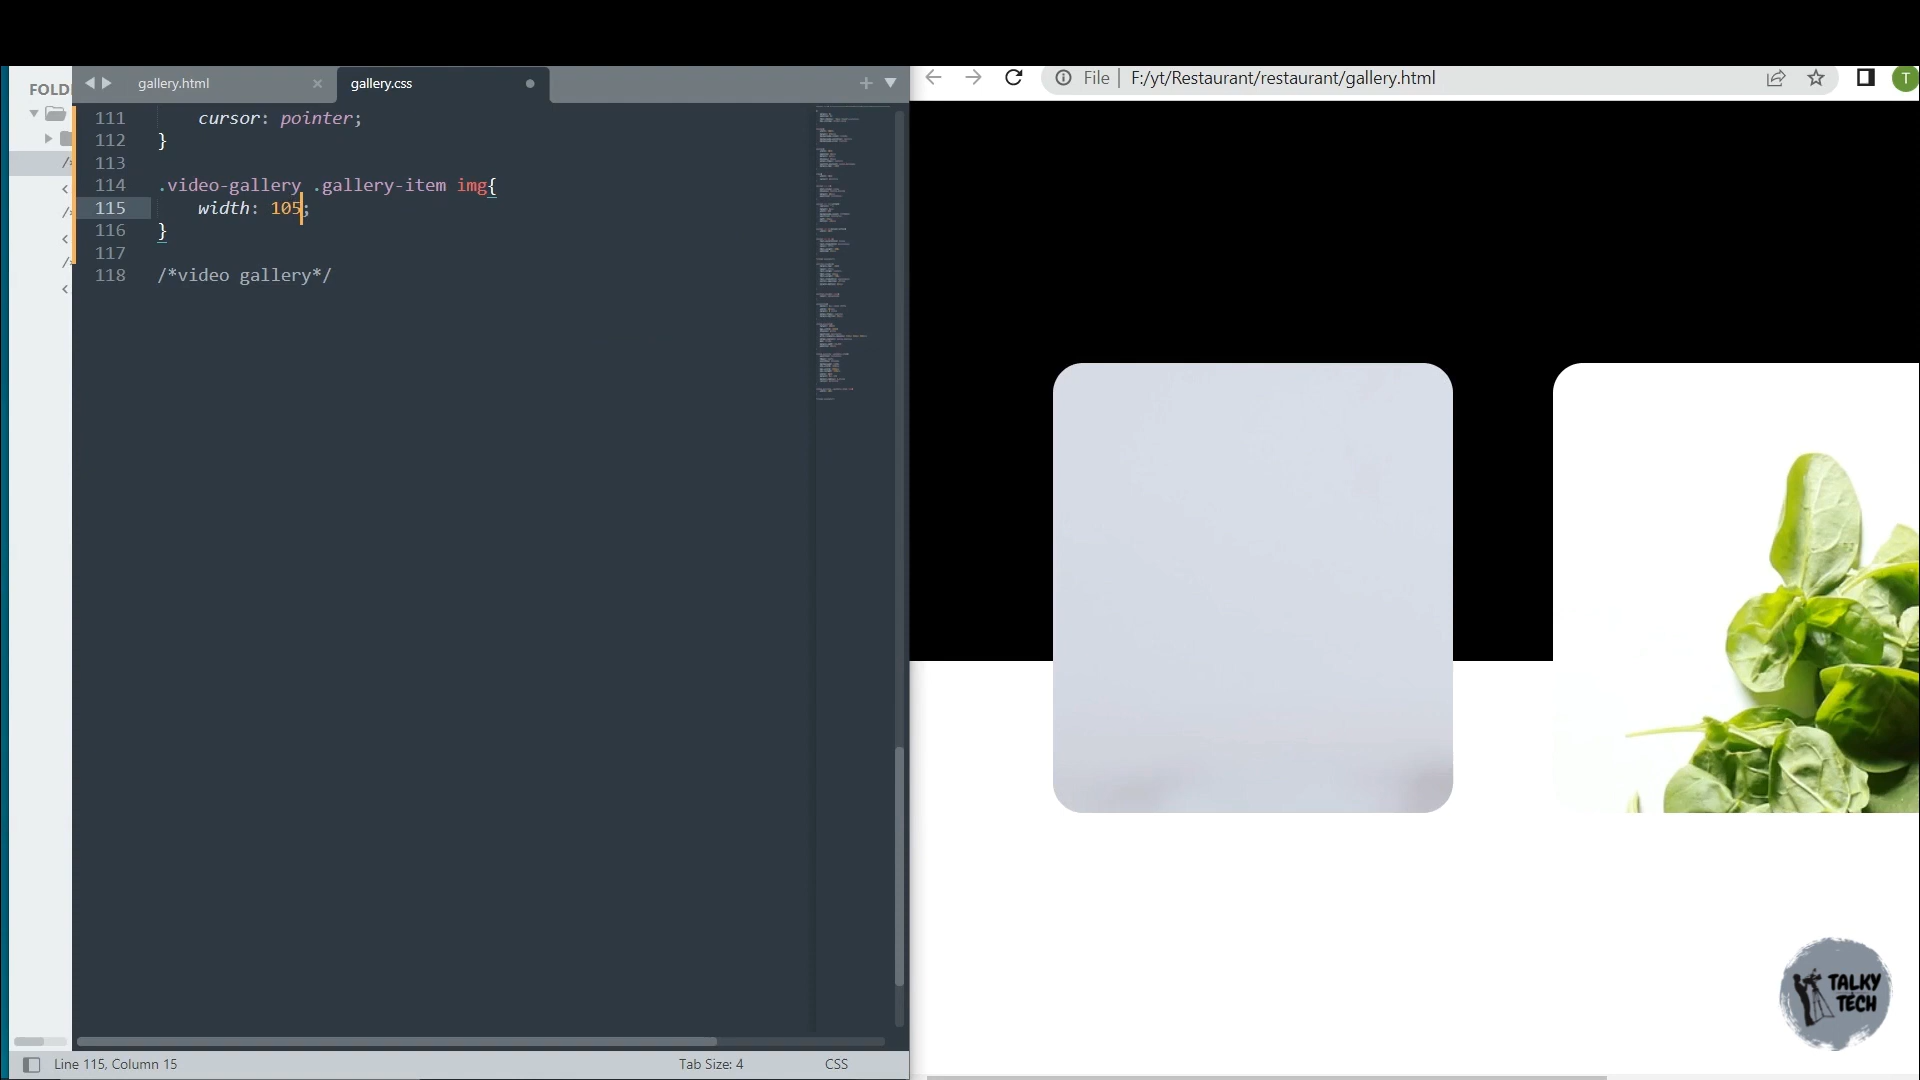 FOLD
gallery.html
gallery.css
File
F:/yt/Restaurant/restaurant/gallery.html
T
111 cursor: pointer;
112 }
113
114 .video-gallery .gallery-item img{
115 width: 105;
116 }
117
118 /*video gallery*/
TALKY
TECH
Line 115, Column 15
Tab Size: 4
CSS